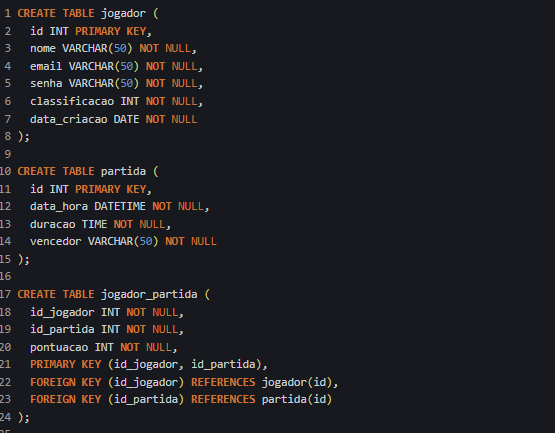 1 CREATE TABLE jogador (
2 id INT PRIMARY KEY,
3 nome VARCHAR(50) NOT NULL,
4 email VARCHAR(50) NOT NULL,
5 senha VARCHAR(50) NOT NULL,
6 classificacao INT NOT NULL,
7 data_criacao DATE NOT NULL
8 );
9
10 CREATE TABLE partida (
11 id INT PRIMARY KEY,
12 data_hora DATETIME NOT NULL,
13 duracao TIME NOT NULL,
14 vencedor VARCHAR(50) NOT NULL
15 );
16
17 CREATE TABLE jogador_partida (
18 id_jogador INT NOT NULL,
19 id_partida INT NOT NULL,
20 pontuacao INT NOT NULL,
21 PRIMARY KEY (id_jogador, id_partida),
22 FOREIGN KEY (id_jogador) REFERENCES jogador(id),
23 FOREIGN KEY (id_partida) REFERENCES partida(id)
24 );